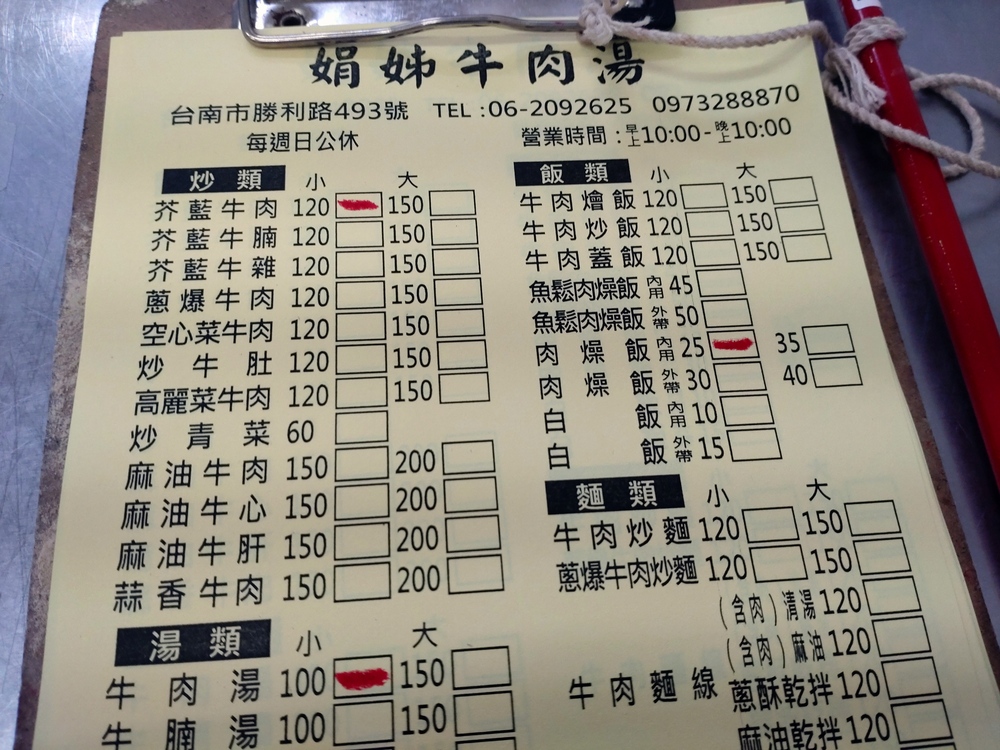 娟姊牛肉湯
台南市勝利路493號 TEL:06-2092625 0973288870
每週日公休 營業時間:早上10:00-晚上10:00
炒類 小 大
芥藍牛肉 120 150
芥藍牛腩 120 150
芥藍牛雜 120 150
蔥爆牛肉 120 150
空心菜牛肉 120 150
炒牛肚 120 150
高麗菜牛肉 120 150
炒青菜 60
麻油牛肉 150 200
麻油牛心 150 200
麻油牛肝 150 200
蒜香牛肉 150 200
湯類 小 大
牛肉湯 100 150
牛腩湯 100 150
飯類 小 大
牛肉燴飯 120 150
牛肉炒飯 120 150
牛肉蓋飯 120 150
魚鬆肉燥飯 內用 45
魚鬆肉燥飯 外帶 50
肉燥飯 內用 25 35
肉燥飯 外帶 30 40
白飯 內用 10
白飯 外帶 15
麵類 小 大
牛肉炒麵 120 150
蔥爆牛肉炒麵 120 150
(含肉)清湯 120
(含肉)麻油 120
牛肉麵線 蔥酥乾拌 120
麻油乾拌 120